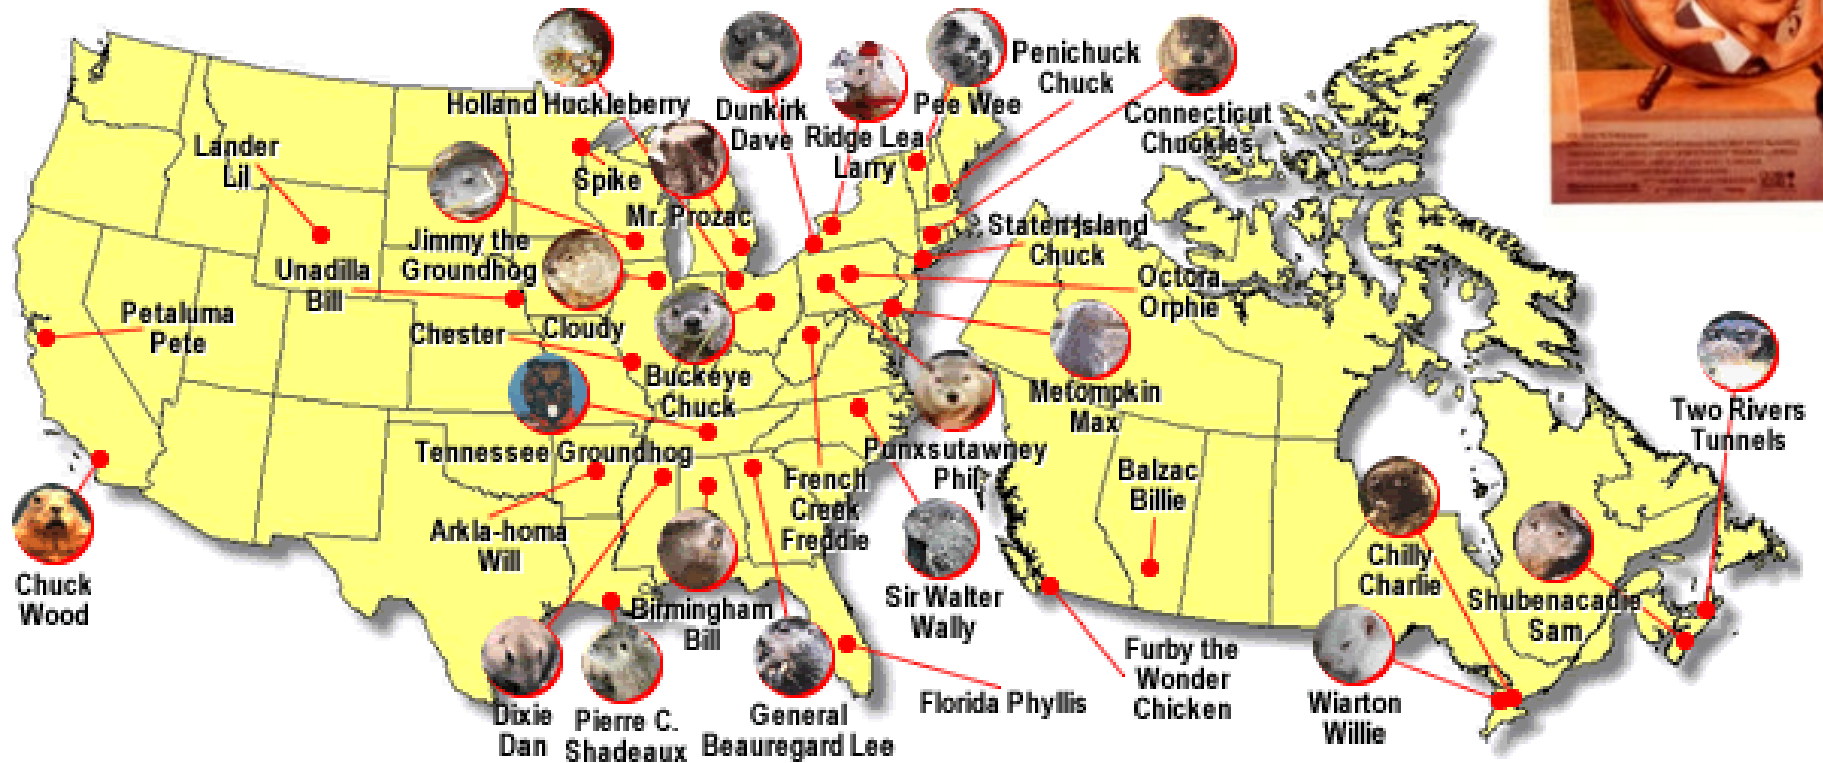 Holland Huckleberry
Dunkirk
Dave
Ridge Lea
Larry
Pee Wee
Penichuck
Chuck
Connecticut
Chuckles
Lander
Lil
Spike
Mr. Prozac
Jimmy the
Groundhog
Staten Island
Chuck
Unadilla
Bill
Octora
Orphie
Petaluma
Pete
Chester
Cloudy
Buckeye
Chuck
Metompkin
Max
Two Rivers
Tunnels
Tennessee Groundhog
Punxsutawney
Phil
French
Creek
Freddie
Balzac
Billie
Arkla-homa
Will
Chilly
Charlie
Chuck
Wood
Birmingham
Bill
Sir Walter
Wally
Shubenacadie
Sam
Furby the
Wonder
Chicken
Florida Phyllis
Wiarton
Willie
Dixie
Dan
Pierre C.
Shadeaux
General
Beauregard Lee